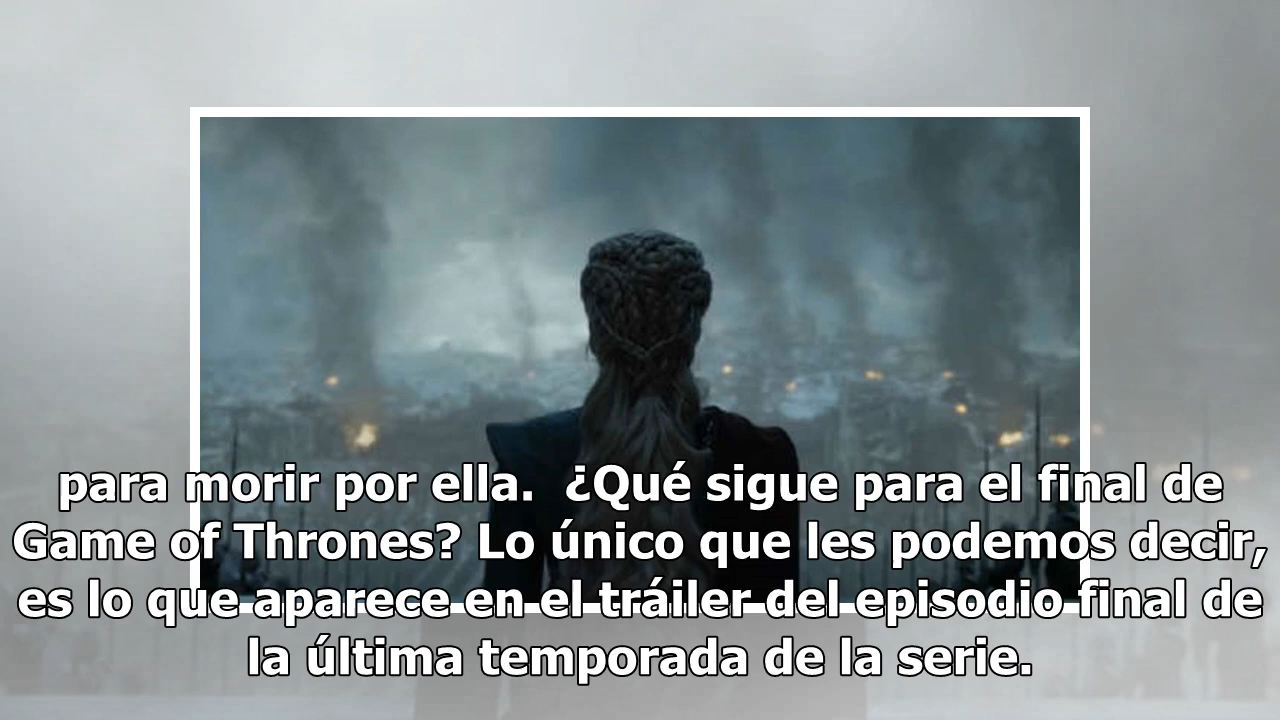 para morir por ella.  ¿Qué sigue para el final de
Game of Thrones? Lo único que les podemos decir,
es lo que aparece en el tráiler del episodio final de
la última temporada de la serie.